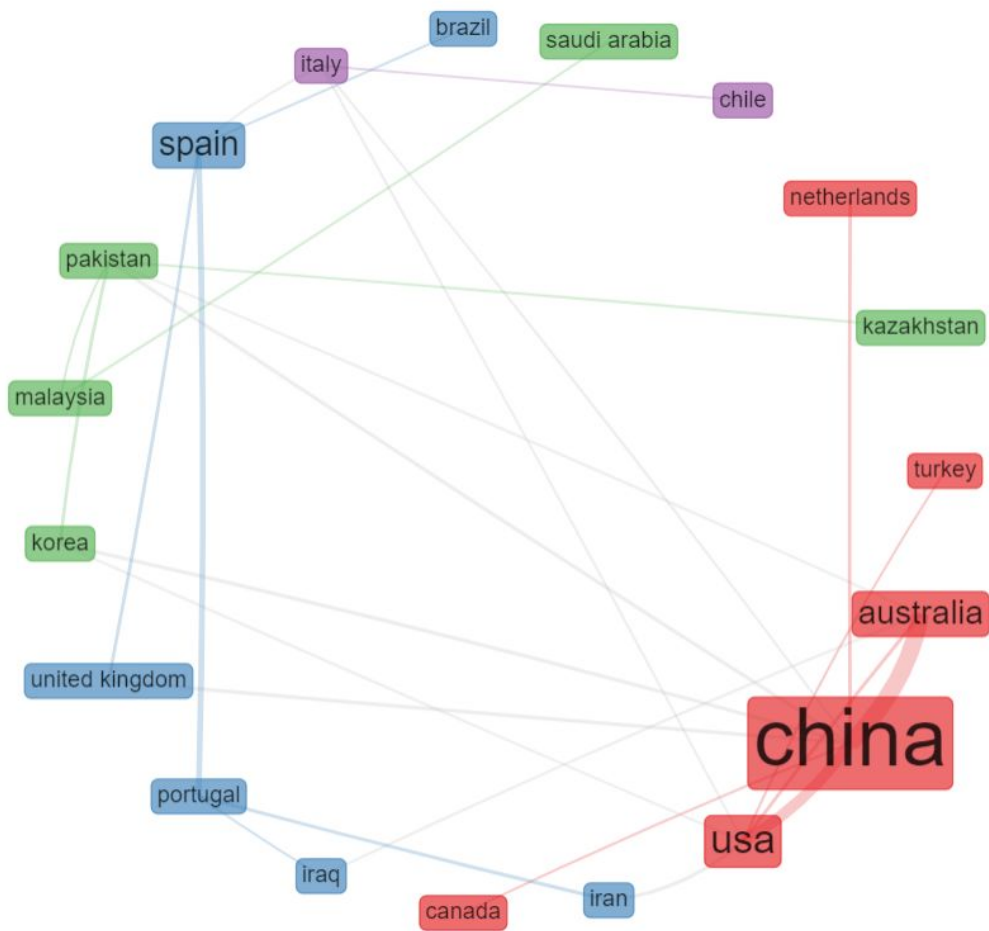 brazil
saudi arabia
italy
chile
spain
netherlands
pakistan
kazakhstan
malaysia
turkey
korea
australia
united kingdom
china
portugal
usa
iraq
iran
canada